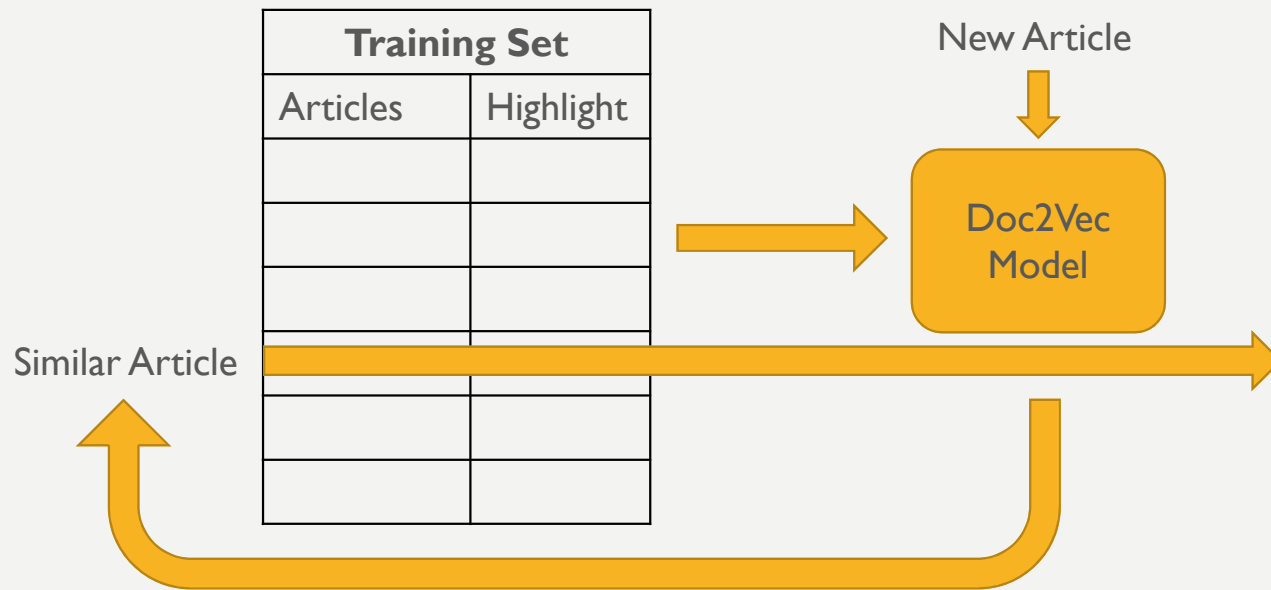 Training Set
Articles
Highlight
New Article
Doc2Vec
Model
Similar Article